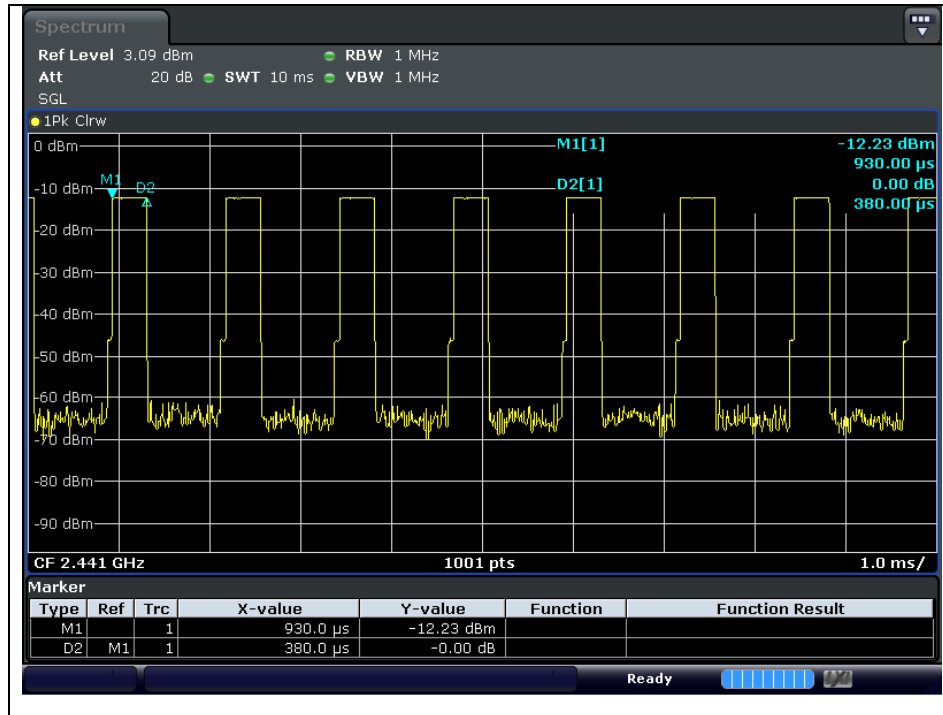 Spectrum
Ref Level 3.09 dBm RBW 1 MHz
Att 20 dB SWT 10 ms VBW 1 MHz
SGL
1Pk Clrw
0 dBm
M1[1] -12.23 dBm
930.00 µs
-10 dBm
M1
D2
D2[1] 0.00 dB
380.00 µs
-20 dBm
-30 dBm
-40 dBm
-50 dBm
-60 dBm
-70 dBm
-80 dBm
-90 dBm
CF 2.441 GHz 1001 pts 1.0 ms/
Marker
Type Ref Trc X-value Y-value Function Function Result
M1 1 930.0 µs -12.23 dBm
D2 M1 1 380.0 µs -0.00 dB
Ready